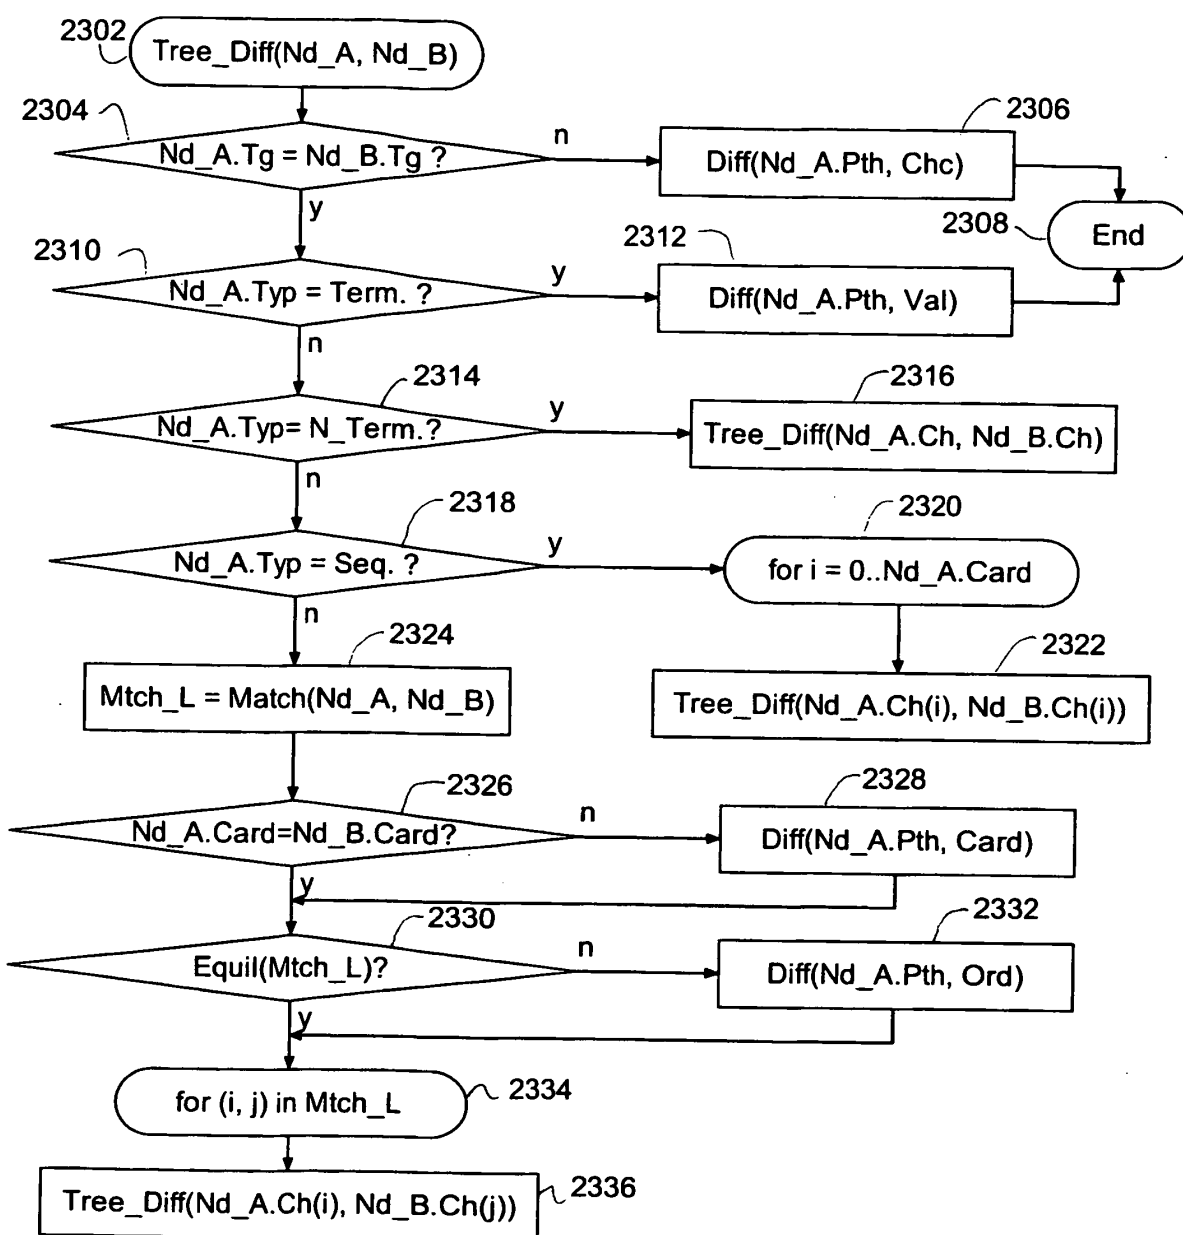 2302
Tree_Diff(Nd_A, Nd_B)
2304
Nd_A.Tg = Nd_B.Tg ?
n
2306
Diff(Nd_A.Pth, Chc)
y
2308
End
2310
Nd_A.Typ = Term. ?
y
2312
Diff(Nd_A.Pth, Val)
n
2314
Nd_A.Typ= N_Term.?
y
2316
Tree_Diff(Nd_A.Ch, Nd_B.Ch)
n
2318
Nd_A.Typ = Seq. ?
y
2320
for i = 0..Nd_A.Card
n
2324
Mtch_L = Match(Nd_A, Nd_B)
2322
Tree_Diff(Nd_A.Ch(i), Nd_B.Ch(i))
2326
Nd_A.Card=Nd_B.Card?
n
2328
Diff(Nd_A.Pth, Card)
y
2330
Equil(Mtch_L)?
n
2332
Diff(Nd_A.Pth, Ord)
y
for (i, j) in Mtch_L
2334
Tree_Diff(Nd_A.Ch(i), Nd_B.Ch(j))
2336